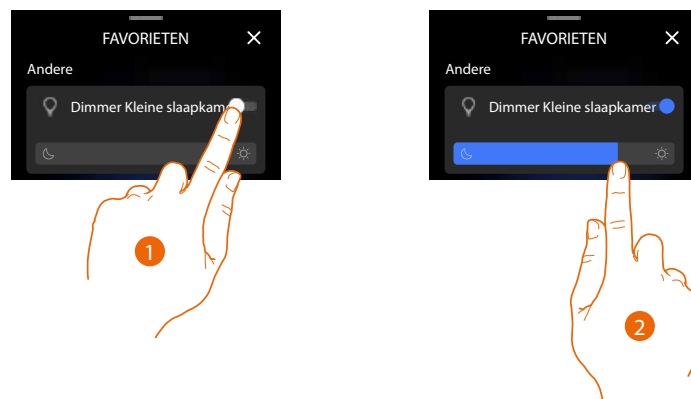 FAVORIETEN
Andere
Dimmer Kleine slaapkam
1
FAVORIETEN
Andere
Dimmer Kleine slaapkamer
2